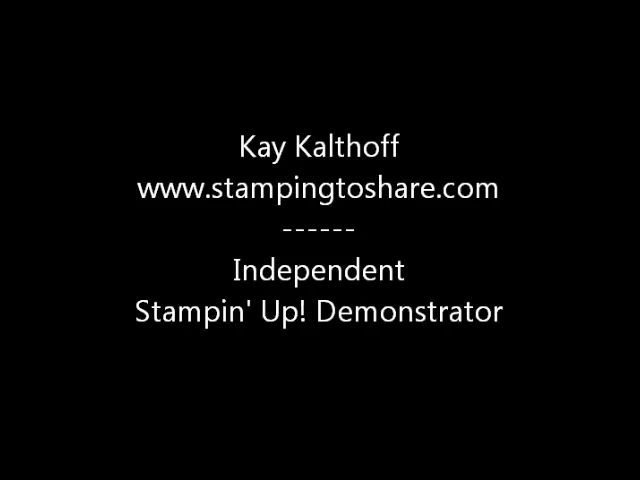 Kay Kalthoff
www.stampingtoshare.com
------
Independent
Stampin' Up! Demonstrator